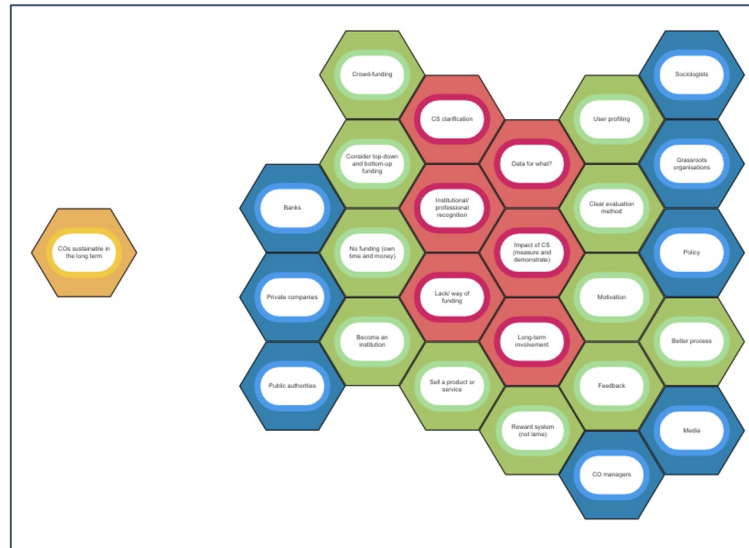 COs sustainable in
the long term
Banks
Private companies
Public authorities
Crowd-funding
Consider top-down
and bottom-up
funding
No funding (own
time and money)
Become an
institution
CS clarification
Institutional/
professional
recognition
Lack/ way of
funding
Sell a product or
service
Data for what?
Impact of CS
(measure and
demonstrate)
Long-term
involvement
Reward system
(not lame)
User profiling
Clear evaluation
method
Motivation
Feedback
CO managers
Sociologists
Grassroots
organisations
Policy
Better process
Media